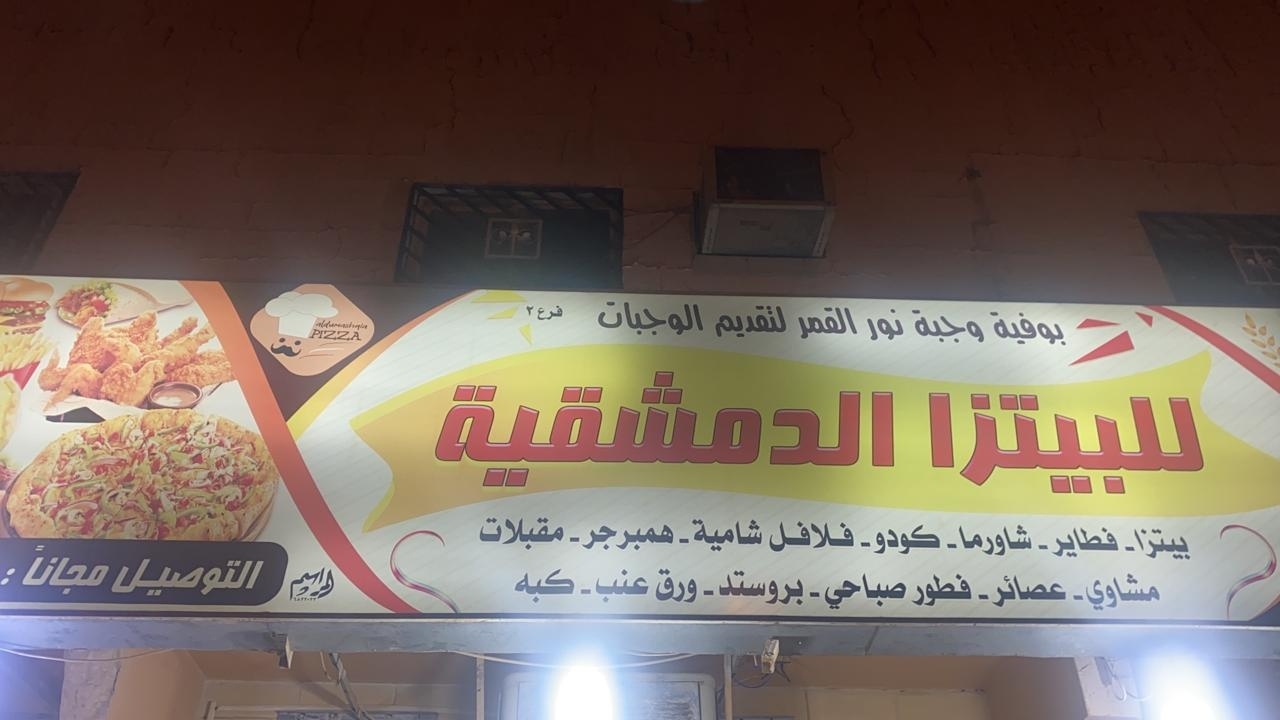 بوفية وجبة نور القمر لتقديم الوجبات فرع ٢
للبيتزا الدمشقية
بيتزا - فطاير - شاورما - كودو - فلافل شامية - همبرجر - مقبلات
مشاوي - عصائر - فطور صباحي - بروستد - ورق عنب - كبه
aldumashqia
PIZZA
التوصيل مجاناً :